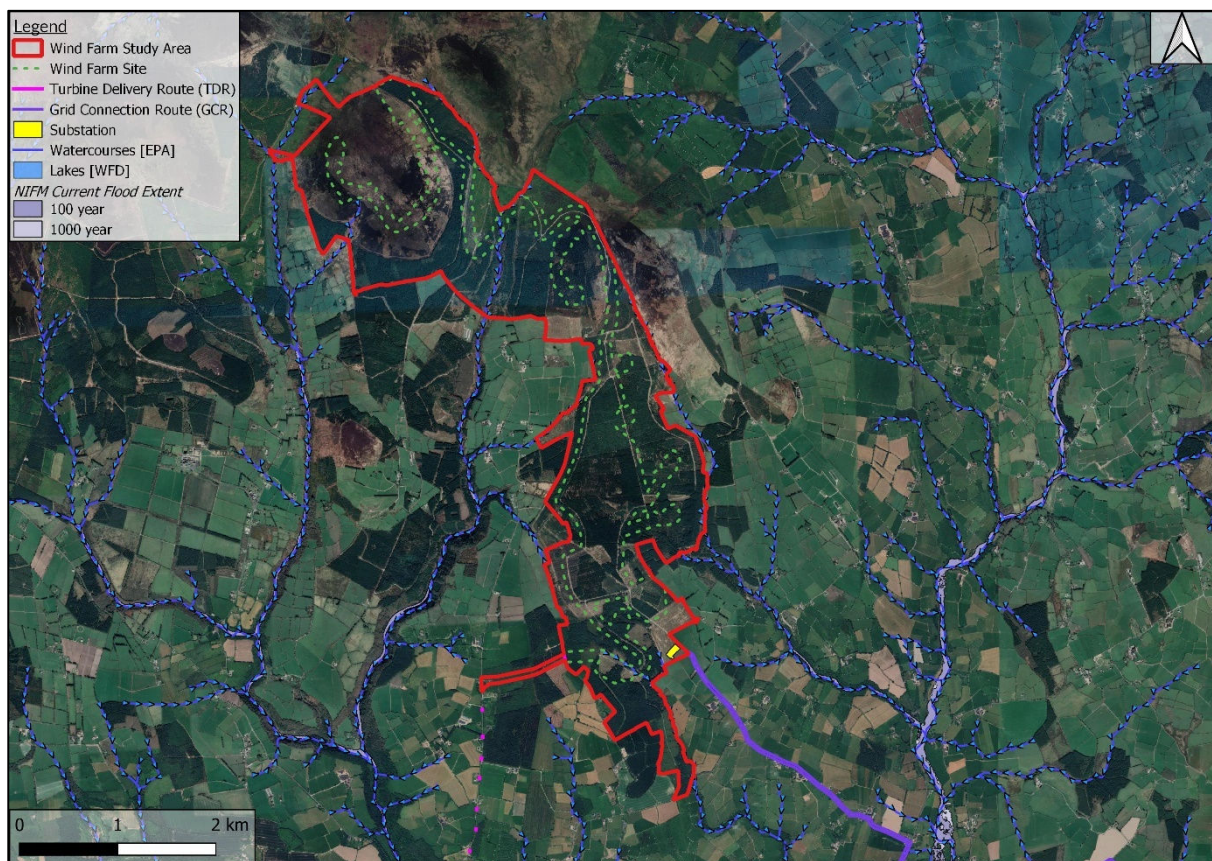 Legend
Wind Farm Study Area
Wind Farm Site
Turbine Delivery Route (TDR)
Grid Connection Route (GCR)
Substation
Watercourses [EPA]
Lakes [WFD]
NIFM Current Flood Extent
100 year
1000 year
0 1 2 km